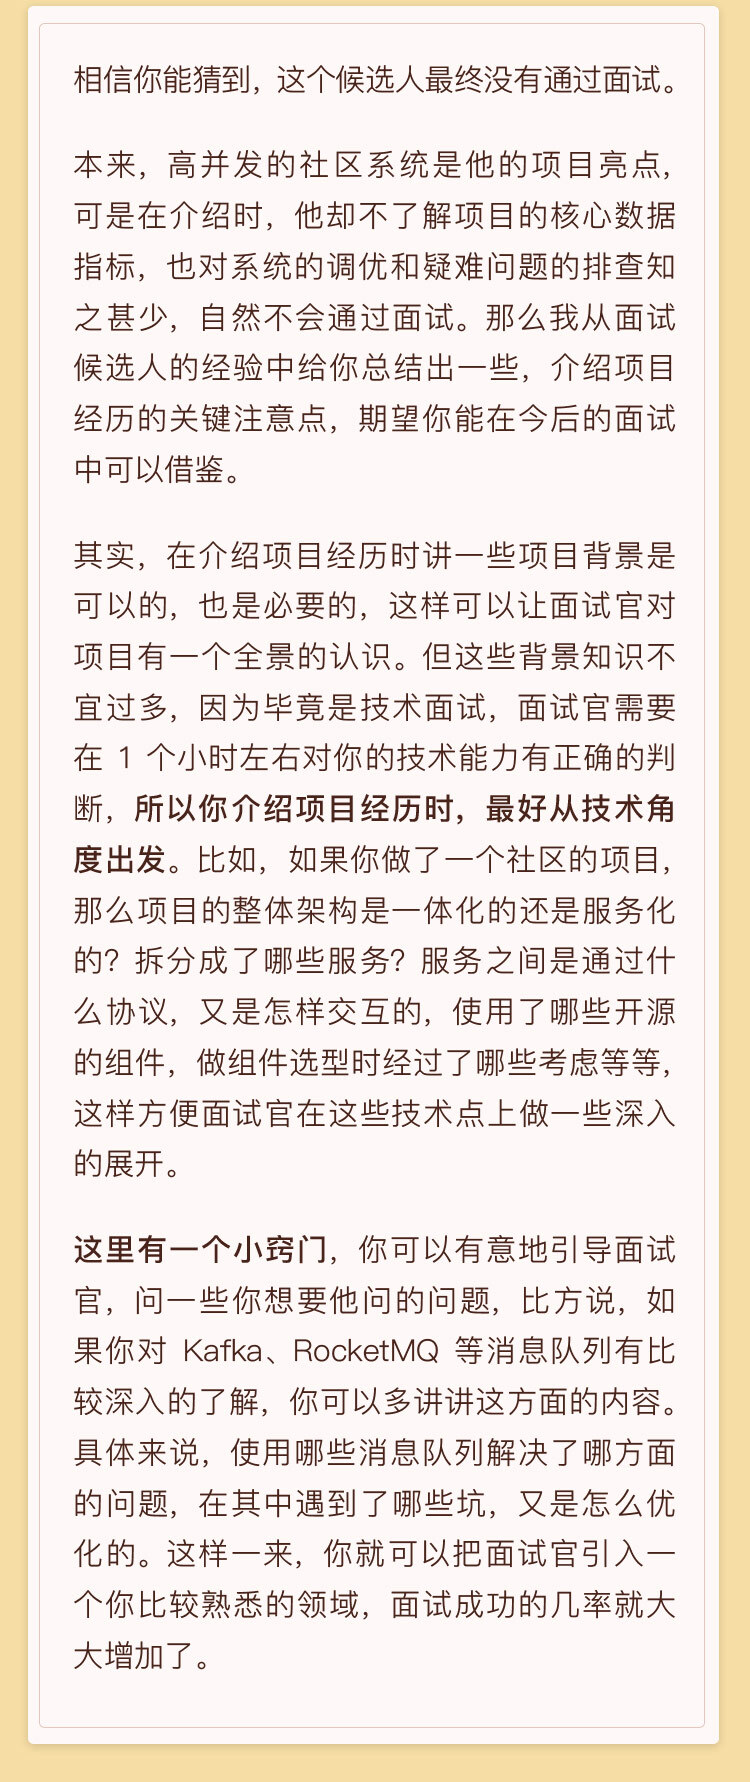 相信你能猜到，这个候选人最终没有通过面试。
本来，高并发的社区系统是他的项目亮点，
可是在介绍时，他却不了解项目的核心数据
指标，也对系统的调优和疑难问题的排查知
之甚少，自然不会通过面试。那么我从面试
候选人的经验中给你总结出一些，介绍项目
经历的关键注意点，期望你能在今后的面试
中可以借鉴。
其实，在介绍项目经历时讲一些项目背景是
可以的，也是必要的，这样可以让面试官对
项目有一个全景的认识。但这些背景知识不
宜过多，因为毕竟是技术面试，面试官需要
在 1 个小时左右对你的技术能力有正确的判
断，所以你介绍项目经历时，最好从技术角
度出发。比如，如果你做了一个社区的项目，
那么项目的整体架构是一体化的还是服务化
的？拆分成了哪些服务？服务之间是通过什
么协议，又是怎样交互的，使用了哪些开源
的组件，做组件选型时经过了哪些考虑等等，
这样方便面试官在这些技术点上做一些深入
的展开。
这里有一个小窍门，你可以有意地引导面试
官，问一些你想要他问的问题，比方说，如
果你对 Kafka、RocketMQ 等消息队列有比
较深入的了解，你可以多讲讲这方面的内容。
具体来说，使用哪些消息队列解决了哪方面
的问题，在其中遇到了哪些坑，又是怎么优
化的。这样一来，你就可以把面试官引入一
个你比较熟悉的领域，面试成功的几率就大
大增加了。